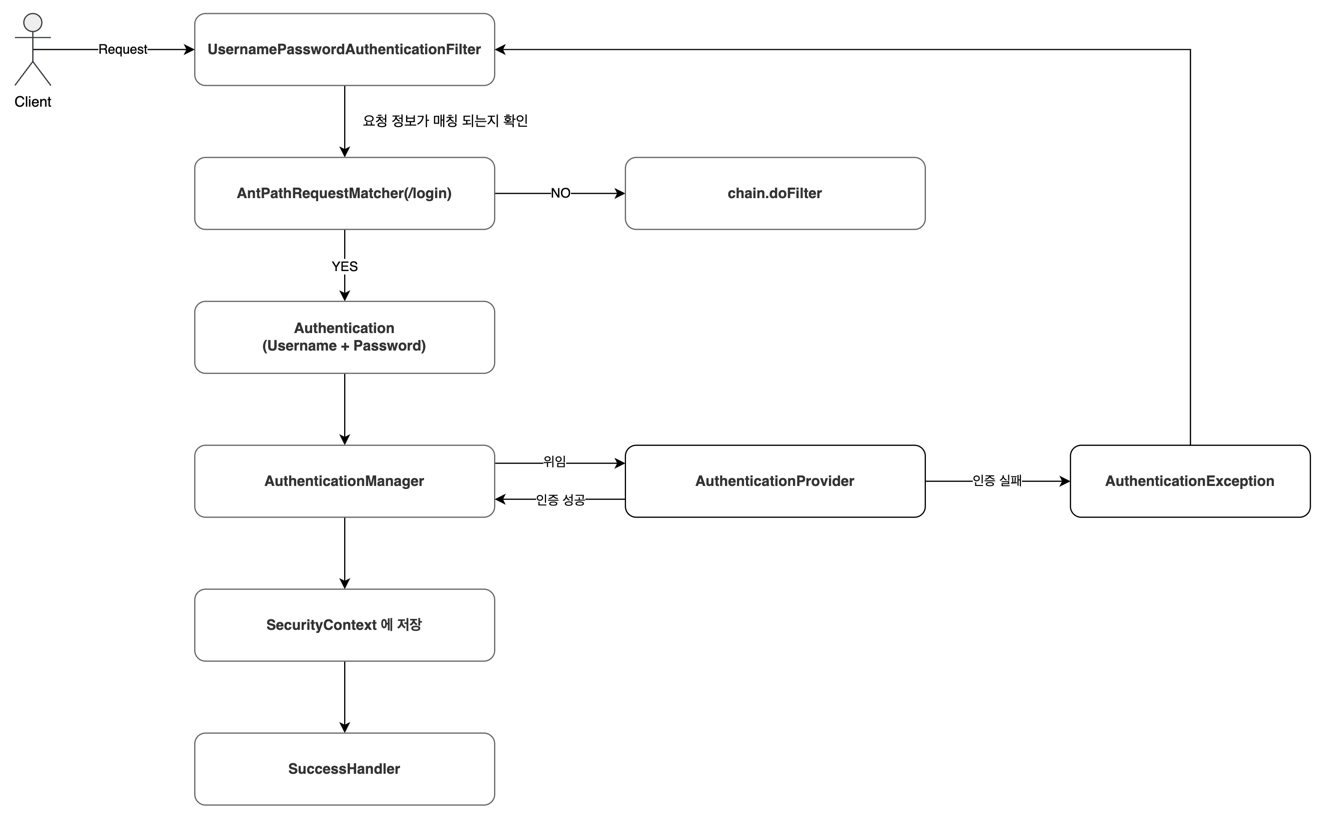 Request
UsernamePasswordAuthenticationFilter
Client
요청 정보가 매칭 되는지 확인
AntPathRequestMatcher(/login)
NO
chain.doFilter
YES
Authentication
(Username + Password)
AuthenticationManager
위임
인증 성공
AuthenticationProvider
인증 실패
AuthenticationException
SecurityContext 에 저장
SuccessHandler